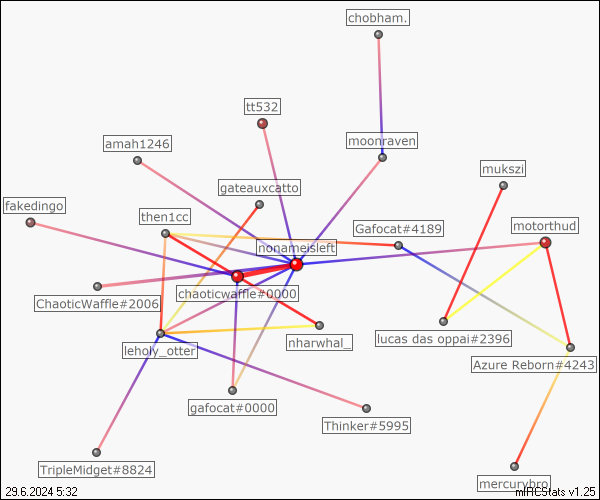 chobham.
tt532
moonraven
amah1246
mukszi
gateauxcatto
fakedingo
then1cc
Gafocat#4189
motorthud
nonameisleft
chaoticwaffle#0000
ChaoticWaffle#2006
nharwhal_
lucas das oppai#2396
leholy_otter
Azure Reborn#4243
gafocat#0000
Thinker#5995
TripleMidget#8824
mercurybro
29.6.2024 5:32
mIRCStats v1.25